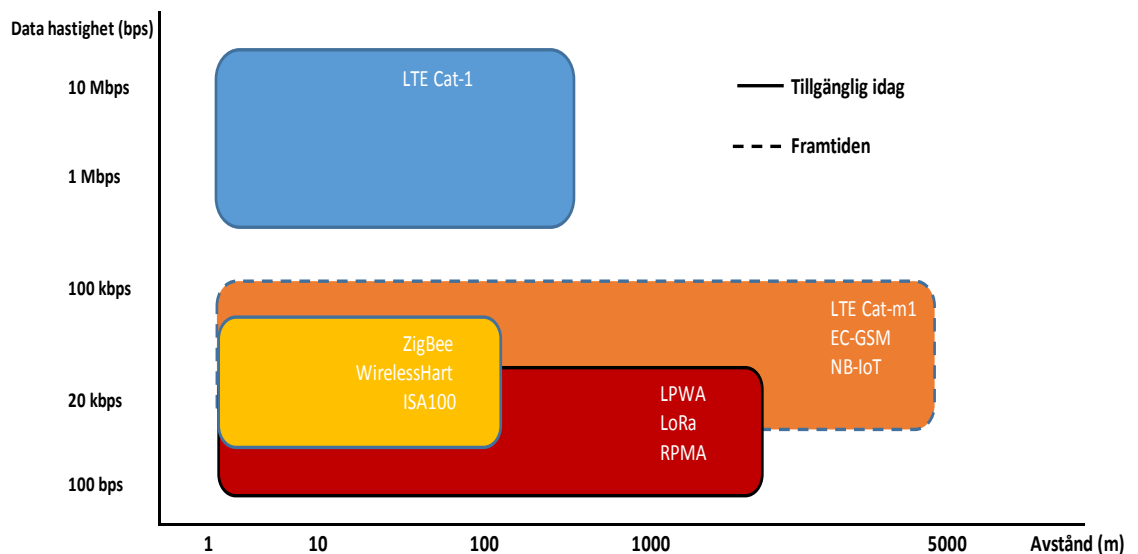 Data hastighet (bps)
10 Mbps
1 Mbps
100 kbps
20 kbps
100 bps
LTE Cat-1
Tillgänglig idag
Framtiden
LTE Cat-m1
EC-GSM
NB-IoT
ZigBee
WirelessHart
ISA100
LPWA
LoRa
RPMA
1 10 100 1000 5000 Avstånd (m)